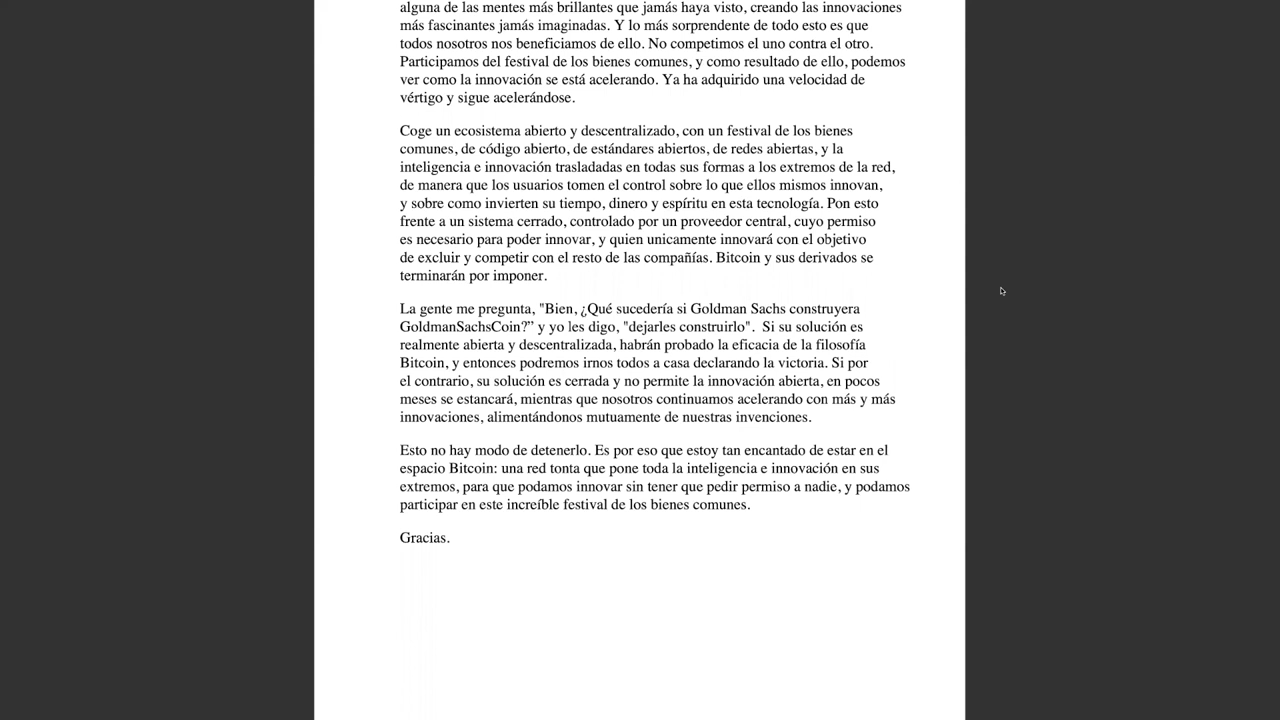 alguna de las mentes más brillantes que jamás haya visto, creando las innovaciones
más fascinantes jamás imaginadas. Y lo más sorprendente de todo esto es que
todos nosotros nos beneficiamos de ello. No competimos el uno contra el otro.
Participamos del festival de los bienes comunes, y como resultado de ello, podemos
ver como la innovación se está acelerando. Ya ha adquirido una velocidad de
vértigo y sigue acelerándose.
Coge un ecosistema abierto y descentralizado, con un festival de los bienes
comunes, de código abierto, de estándares abiertos, de redes abiertas, y la
inteligencia e innovación trasladadas en todas sus formas a los extremos de la red,
de manera que los usuarios tomen el control sobre lo que ellos mismos innovan,
y sobre como invierten su tiempo, dinero y espíritu en esta tecnología. Pon esto
frente a un sistema cerrado, controlado por un proveedor central, cuyo permiso
es necesario para poder innovar, y quien unicamente innovará con el objetivo
de excluir y competir con el resto de las compañías. Bitcoin y sus derivados se
terminarán por imponer.
La gente me pregunta, "Bien, ¿Qué sucedería si Goldman Sachs construyera
GoldmanSachsCoin?” y yo les digo, "dejarles construirlo".  Si su solución es
realmente abierta y descentralizada, habrán probado la eficacia de la filosofía
Bitcoin, y entonces podremos irnos todos a casa declarando la victoria. Si por
el contrario, su solución es cerrada y no permite la innovación abierta, en pocos
meses se estancará, mientras que nosotros continuamos acelerando con más y más
innovaciones, alimentándonos mutuamente de nuestras invenciones.
Esto no hay modo de detenerlo. Es por eso que estoy tan encantado de estar en el
espacio Bitcoin: una red tonta que pone toda la inteligencia e innovación en sus
extremos, para que podamos innovar sin tener que pedir permiso a nadie, y podamos
participar en este increíble festival de los bienes comunes.
Gracias.